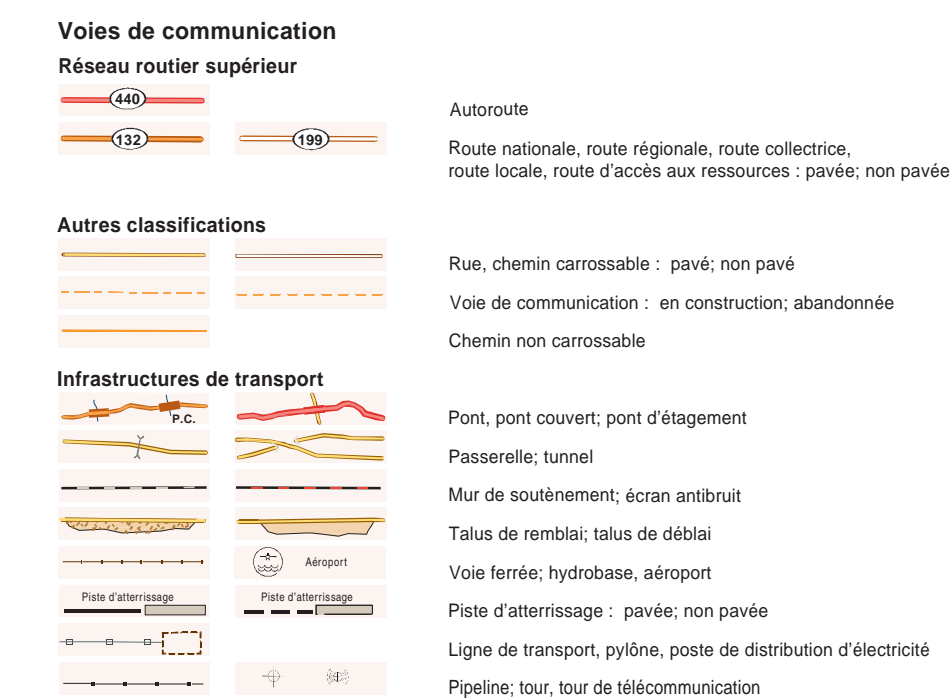 Voies de communication
Réseau routier supérieur
440
Autoroute
132
199
Route nationale, route régionale, route collectrice,
route locale, route d'accès aux ressources : pavée; non pavée
Autres classifications
Rue, chemin carrossable : pavé; non pavé
Voie de communication : en construction; abandonnée
Chemin non carrossable
Infrastructures de transport
P.C.
Pont, pont couvert; pont d'étagement
Passerelle; tunnel
Mur de soutènement; écran antibruit
Talus de remblai; talus de déblai
Aéroport
Voie ferrée; hydrobase, aéroport
Piste d'atterrissage
Piste d'atterrissage
Piste d'atterrissage : pavée; non pavée
Ligne de transport, pylône, poste de distribution d'électricité
Pipeline; tour, tour de télécommunication